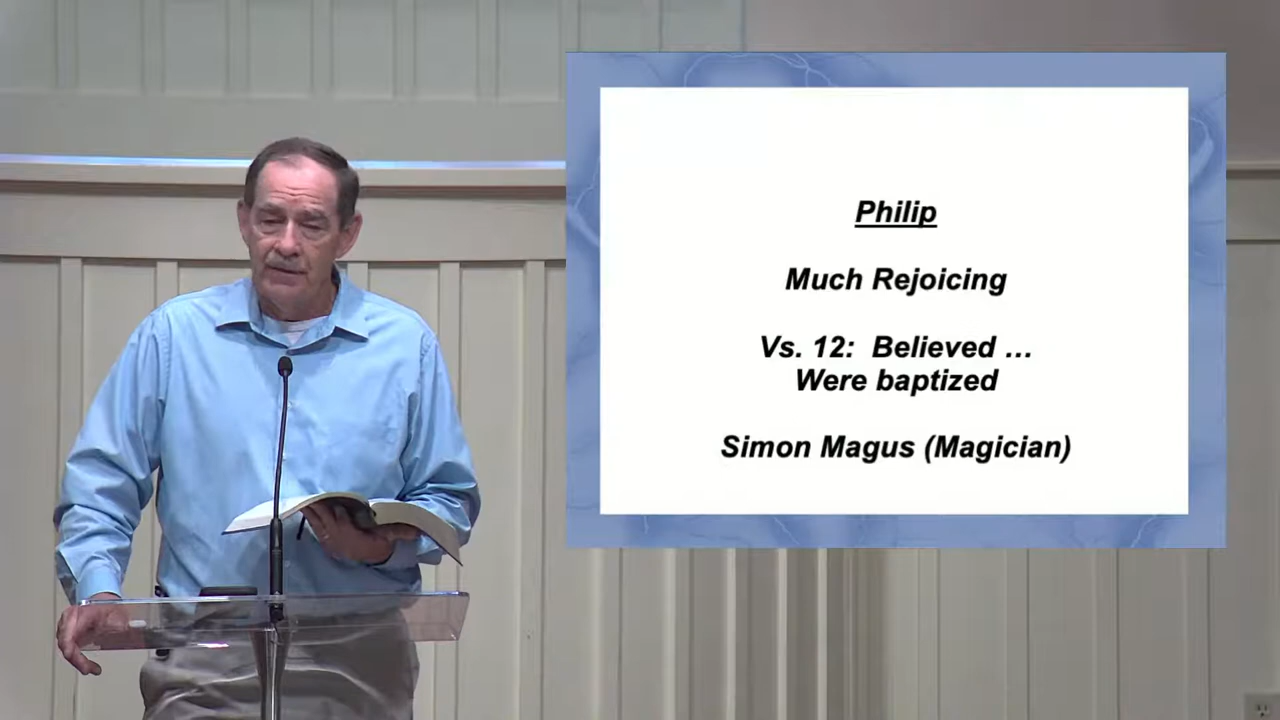 Philip
Much Rejoicing
Vs. 12: Believed …
Were baptized
Simon Magus (Magician)